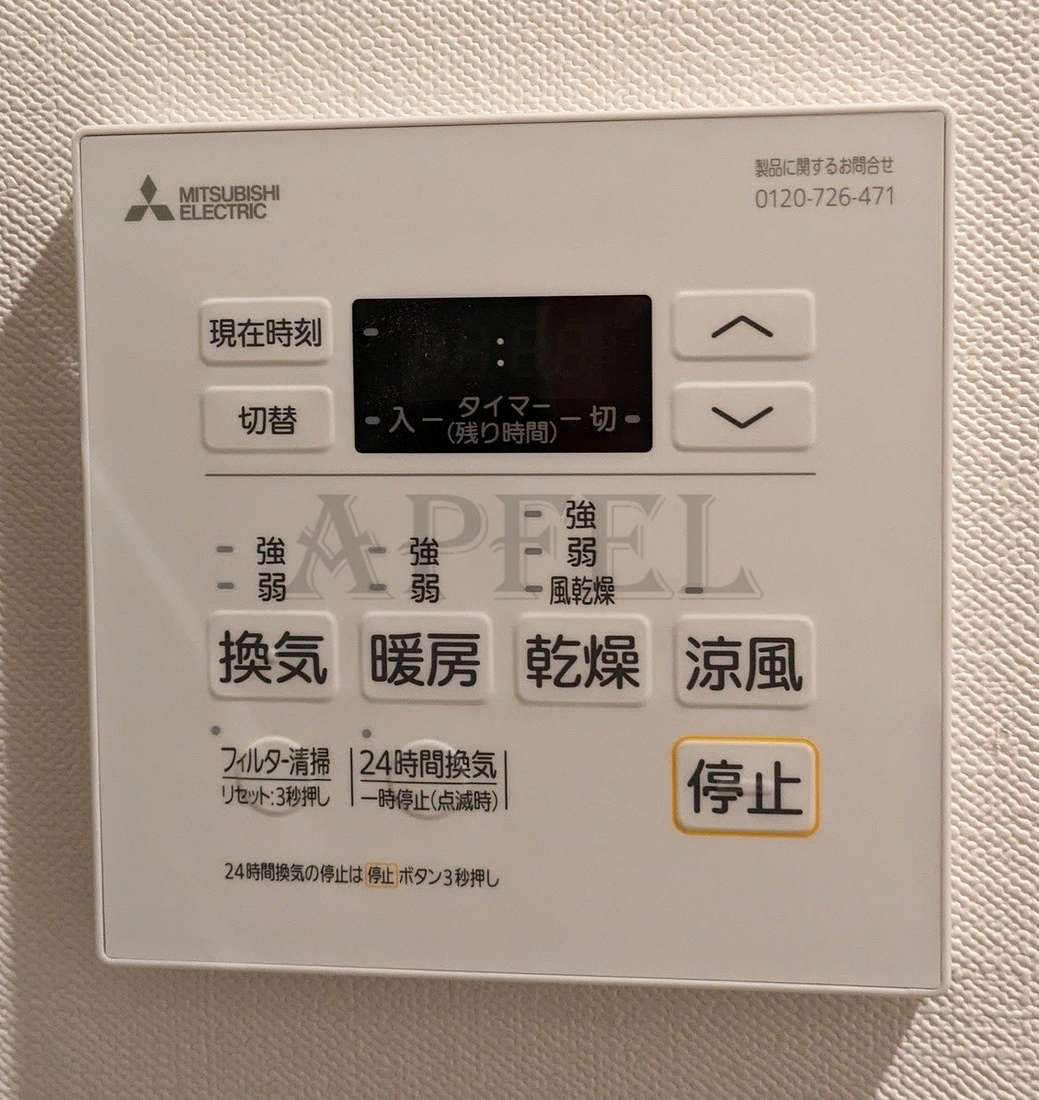 MITSUBISHI
ELECTRIC
製品に関するお問合せ
0120-726-471
現在時刻
切替
:
入 ー タイマー ー 切
(残り時間)
APFEL
強
弱
強
弱
強
弱
風乾燥
換気
暖房
乾燥
涼風
フィルター清掃
リセット:3秒押し
24時間換気
一時停止(点滅時)
停止
24時間換気の停止は停止ボタン3秒押し